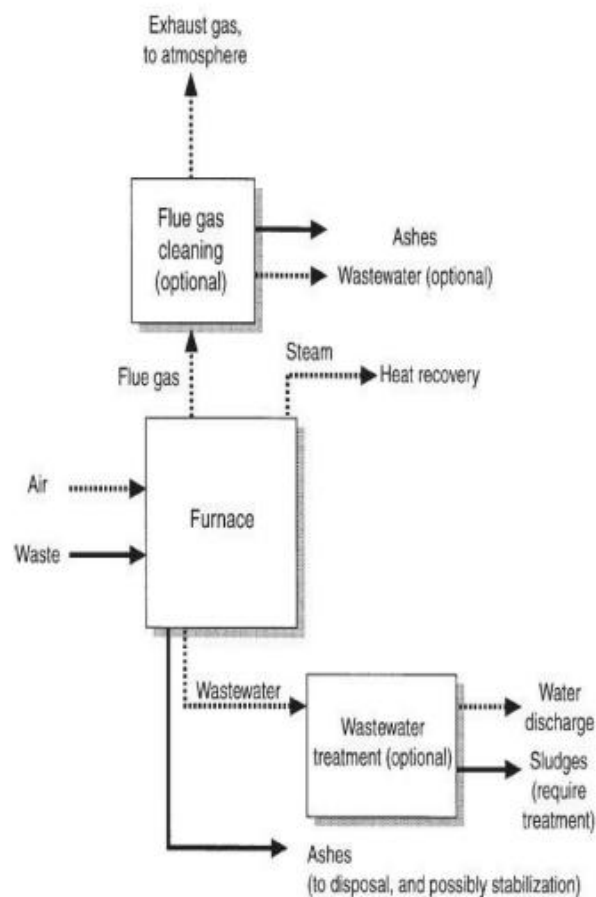 Exhaust gas,
to atmosphere
Flue gas
cleaning
(optional)
Ashes
Wastewater (optional)
Steam
Flue gas
Heat recovery
Air
Furnace
Waste
Wastewater
Wastewater
treatment (optional)
Water
discharge
Sludges
(require
treatment)
Ashes
(to disposal, and possibly stabilization)